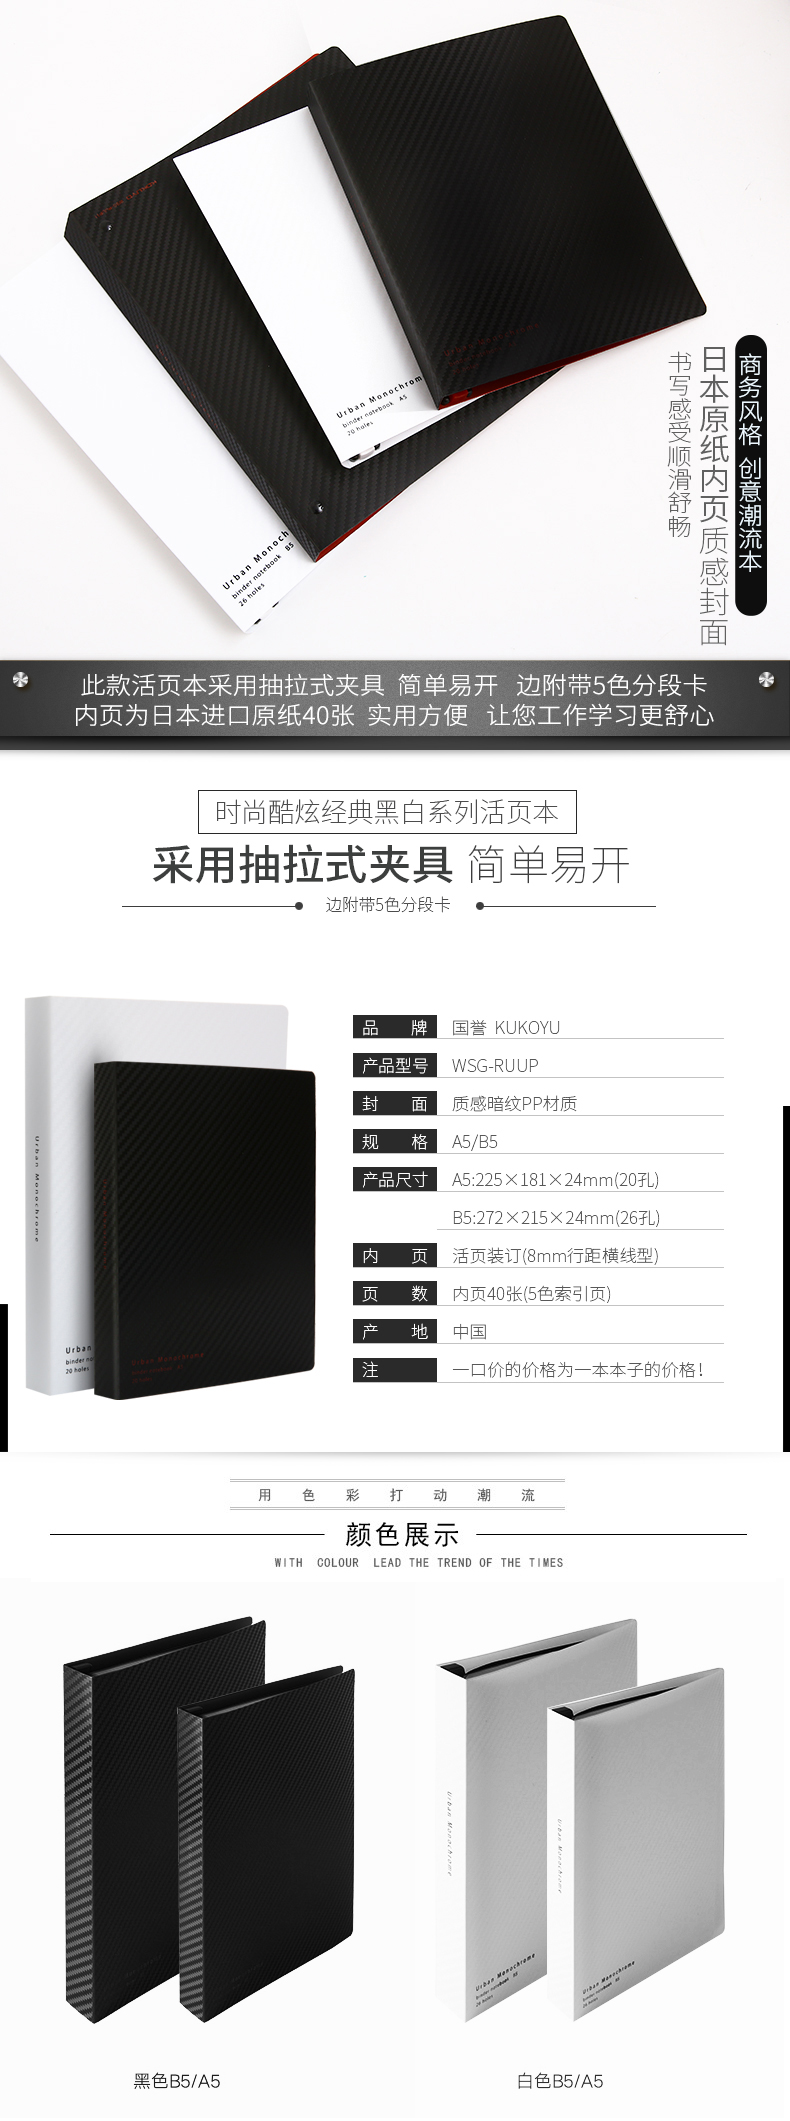 商务风格 创意潮流本
日本原纸内页质感封面
书写感受顺滑舒畅
Urban Monochrom
binder notebook A5
20 holes
Urban Monoch
binder notebook B5
26 holes
此款活页本采用抽拉式夹具 简单易开 边附带5色分段卡
内页为日本进口原纸40张 实用方便 让您工作学习更舒心
时尚酷炫经典黑白系列活页本
采用抽拉式夹具 简单易开
边附带5色分段卡
品 牌 国誉 KUKOYU
产品型号 WSG-RUUP
封 面 质感暗纹PP材质
规 格 A5/B5
产品尺寸 A5:225×181×24mm(20孔)
B5:272×215×24mm(26孔)
内 页 活页装订(8mm行距横线型)
页 数 内页40张(5色索引页)
产 地 中国
注 一口价的价格为一本本子的价格!
Urban Monochrome
Urban
binder no
20 holes
Urban Monochrome
用色彩打动潮流
颜色展示
WITH COLOUR LEAD THE TREND OF THE TIMES
Urban Monochrome
Urban Monochrome
Urban Monochrome
binder notebook B5
26 holes
Urban Monochrome
黑色B5/A5
白色B5/A5